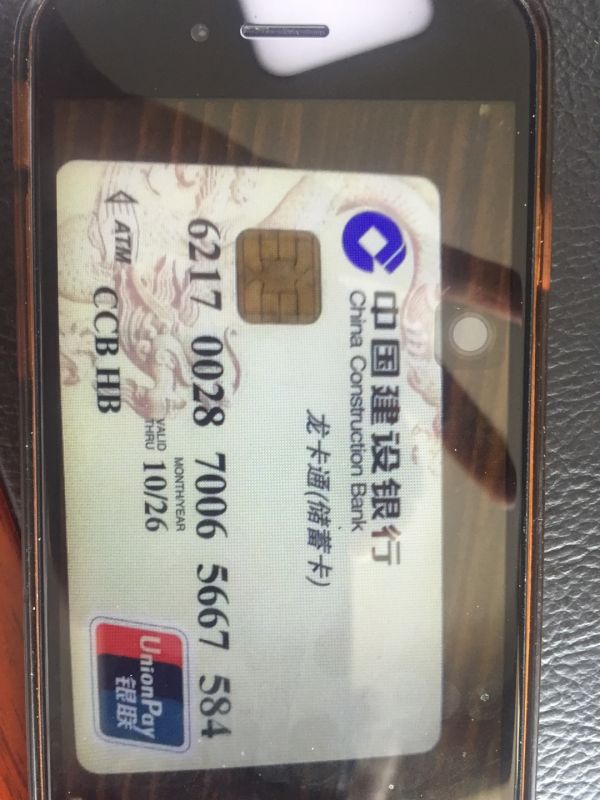 中国建设银行
China Construction Bank
龙卡通(储蓄卡)
6217 0028 7006 5667 584
MONTH/YEAR
VALID THRU 10/26
ATM CCB HB
UnionPay
银联